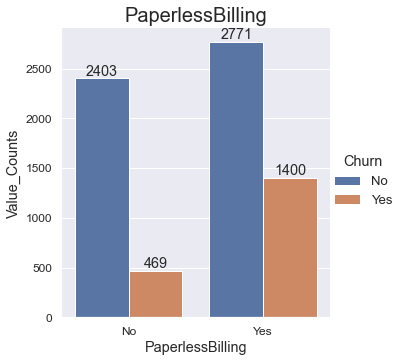 PaperlessBilling
2771
2403
1400
469
2500
2000
1500
1000
500
0
Value_Counts
No
Yes
PaperlessBilling
Churn
No
Yes